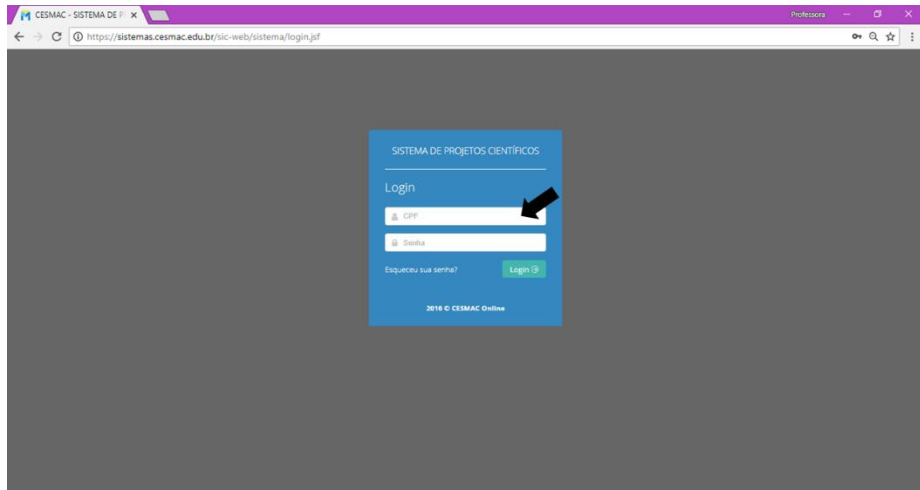 CESMAC - SISTEMA DE P
Professora
https://sistemas.cesmac.edu.br/sic-web/sistema/login.jsf
SISTEMA DE PROJETOS CIENTÍFICOS
Login
CPF
Senha
Esqueceu sua senha?
Login
2016 © CESMAC Online